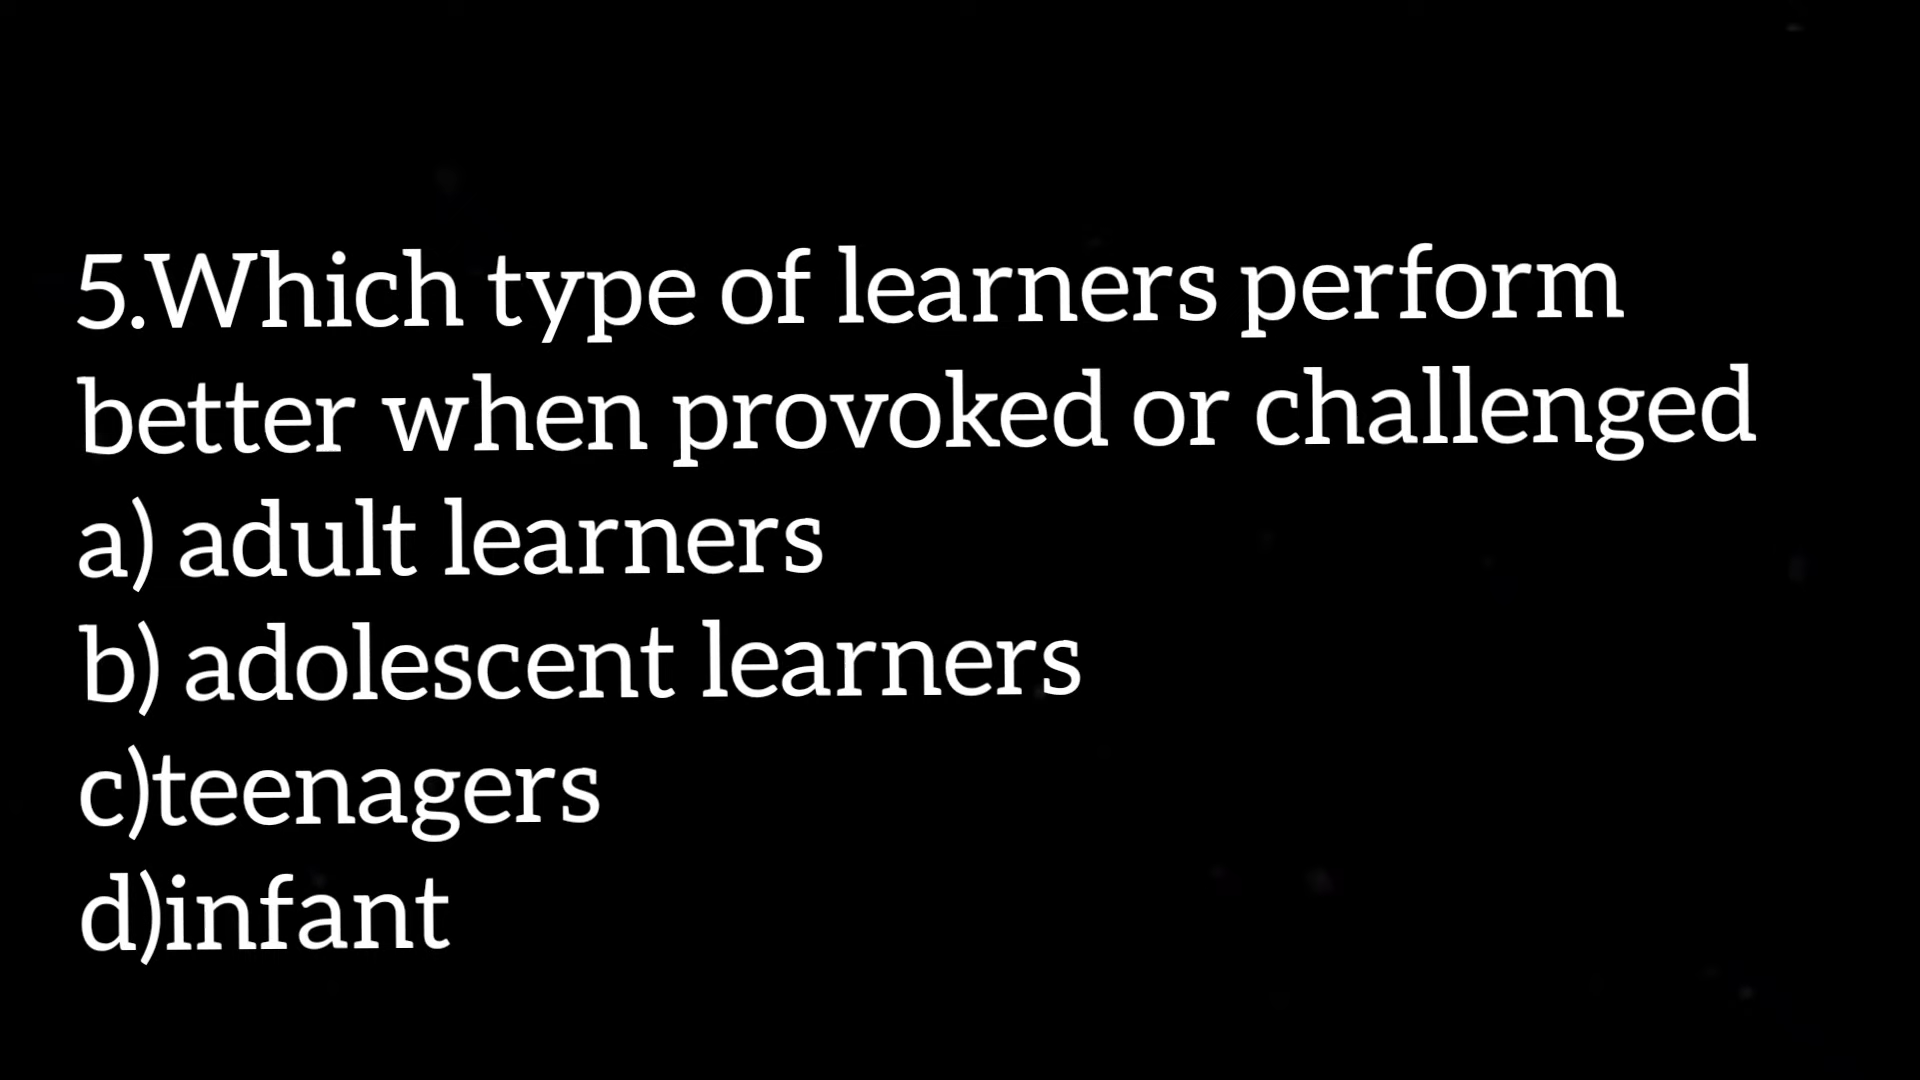 5.Which type of learners perform
better when provoked or challenged
a) adult learners
b) adolescent learners
c)teenagers
d)infant